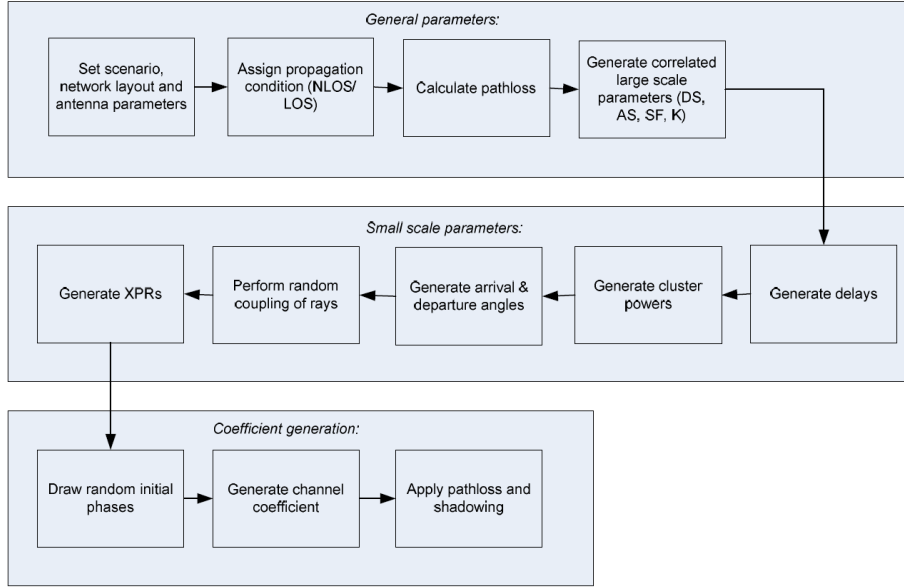 General parameters:
Set scenario,
network layout and
antenna parameters
Assign propagation
condition (NLOS/
LOS)
Calculate pathloss
Generate correlated
large scale
parameters (DS,
AS, SF, K)
Small scale parameters:
Generate XPRs
Perform random
coupling of rays
Generate arrival &
departure angles
Generate cluster
powers
Generate delays
Coefficient generation:
Draw random initial
phases
Generate channel
coefficient
Apply pathloss and
shadowing